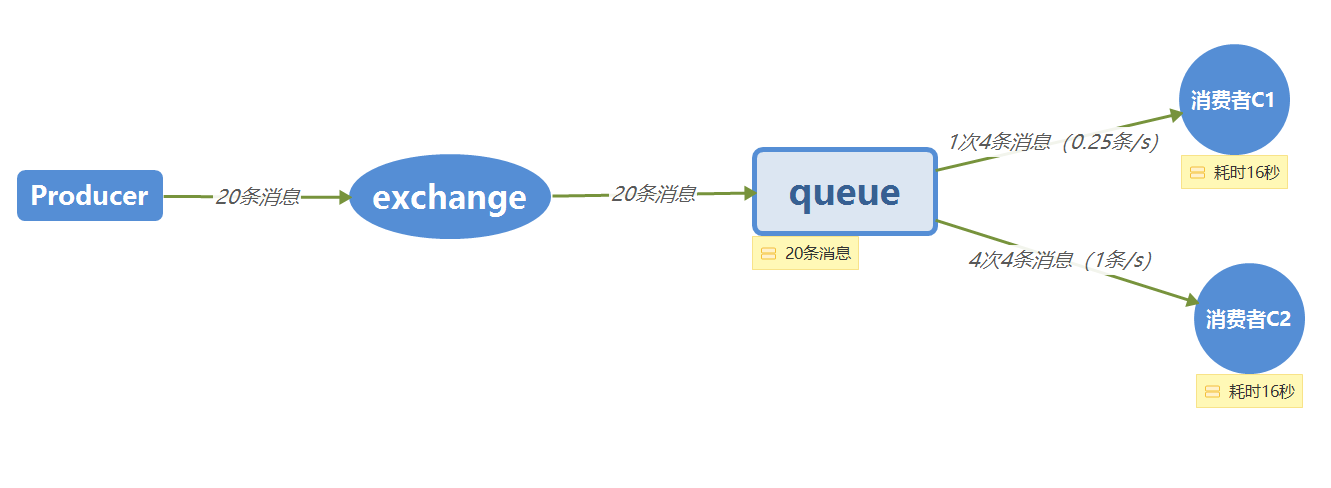 Producer
20条消息
exchange
20条消息
queue
20条消息
1次4条消息（0.25条/s）
消费者C1
耗时16秒
4次4条消息（1条/s）
消费者C2
耗时16秒